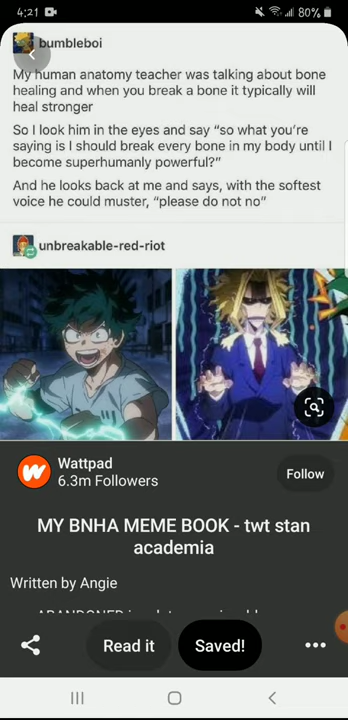 4:21
80%
bumbleboi
My human anatomy teacher was talking about bone
healing and when you break a bone it typically will
heal stronger
So I look him in the eyes and say “so what you're
saying is I should break every bone in my body until I
become superhumanly powerful?”
And he looks back at me and says, with the softest
voice he could muster, “please do not no”
unbreakable-red-riot
Wattpad
6.3m Followers
Follow
MY BNHA MEME BOOK - twt stan
academia
Written by Angie
Read it
Saved!